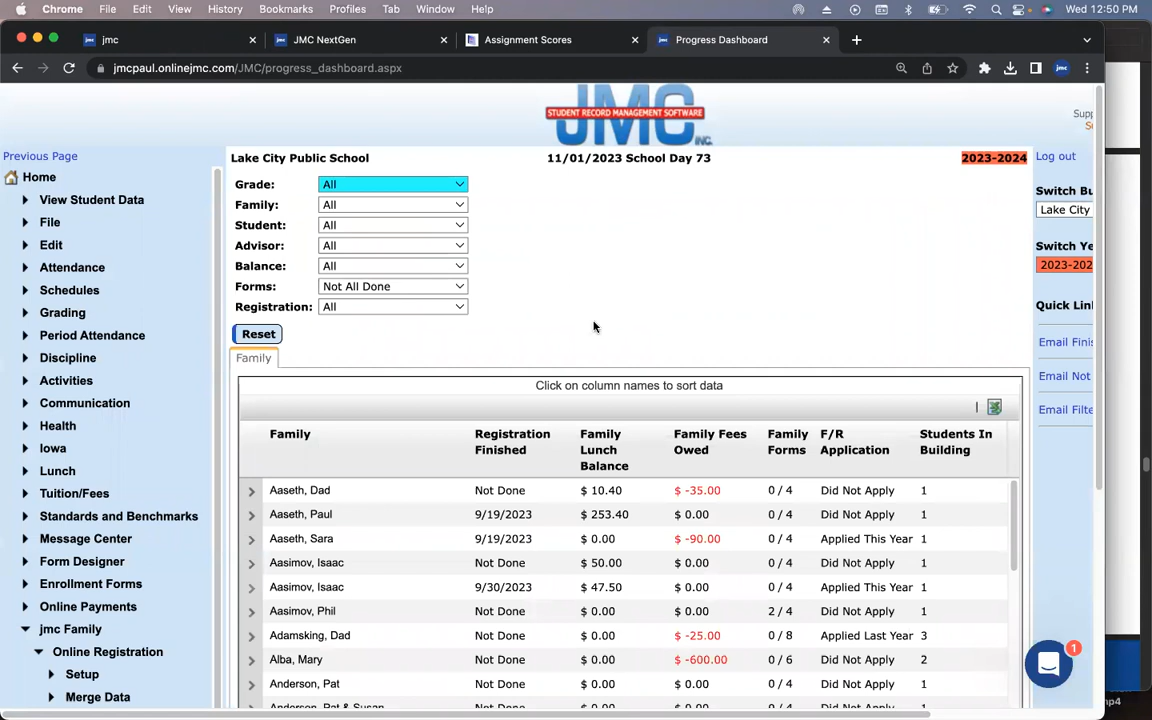 Chrome File Edit View History Bookmarks Profiles Tab Window Help Wed 12:50 PM
jmc JMC NextGen Assignment Scores Progress Dashboard
jmcpaul.onlinejmc.com/JMC/progress_dashboard.aspx jmc
JMC INC.
STUDENT RECORD MANAGEMENT SOFTWARE
Supp
Previous Page
Lake City Public School 11/01/2023 School Day 73 2023-2024 Log out
Home
View Student Data
File
Edit
Attendance
Schedules
Grading
Period Attendance
Discipline
Activities
Communication
Health
Iowa
Lunch
Tuition/Fees
Standards and Benchmarks
Message Center
Form Designer
Enrollment Forms
Online Payments
jmc Family
Online Registration
Setup
Merge Data
Grade: All
Family: All
Student: All
Advisor: All
Balance: All
Forms: Not All Done
Registration: All
Reset
Family
Click on column names to sort data
|
Family Registration Finished Family Lunch Balance Family Fees Owed Family Forms F/R Application Students In Building
Aaseth, Dad Not Done $ 10.40 $ -35.00 0 / 4 Did Not Apply 1
Aaseth, Paul 9/19/2023 $ 253.40 $ 0.00 0 / 4 Did Not Apply 1
Aaseth, Sara 9/19/2023 $ 0.00 $ -90.00 0 / 4 Applied This Year 1
Aasimov, Isaac Not Done $ 50.00 $ 0.00 0 / 4 Did Not Apply 1
Aasimov, Isaac 9/30/2023 $ 47.50 $ 0.00 0 / 4 Applied This Year 1
Aasimov, Phil Not Done $ 0.00 $ 0.00 2 / 4 Did Not Apply 1
Adamsking, Dad Not Done $ 0.00 $ -25.00 0 / 8 Applied Last Year 3
Alba, Mary Not Done $ 0.00 $ -600.00 0 / 6 Did Not Apply 2
Anderson, Pat Not Done $ 0.00 $ 0.00 0 / 4 Did Not Apply 1
Anderson, Pat & Susan
Switch Bu
Lake City
Switch Ye
2023-202
Quick Lin
Email Finis
Email Not
Email Filte
1
mp4